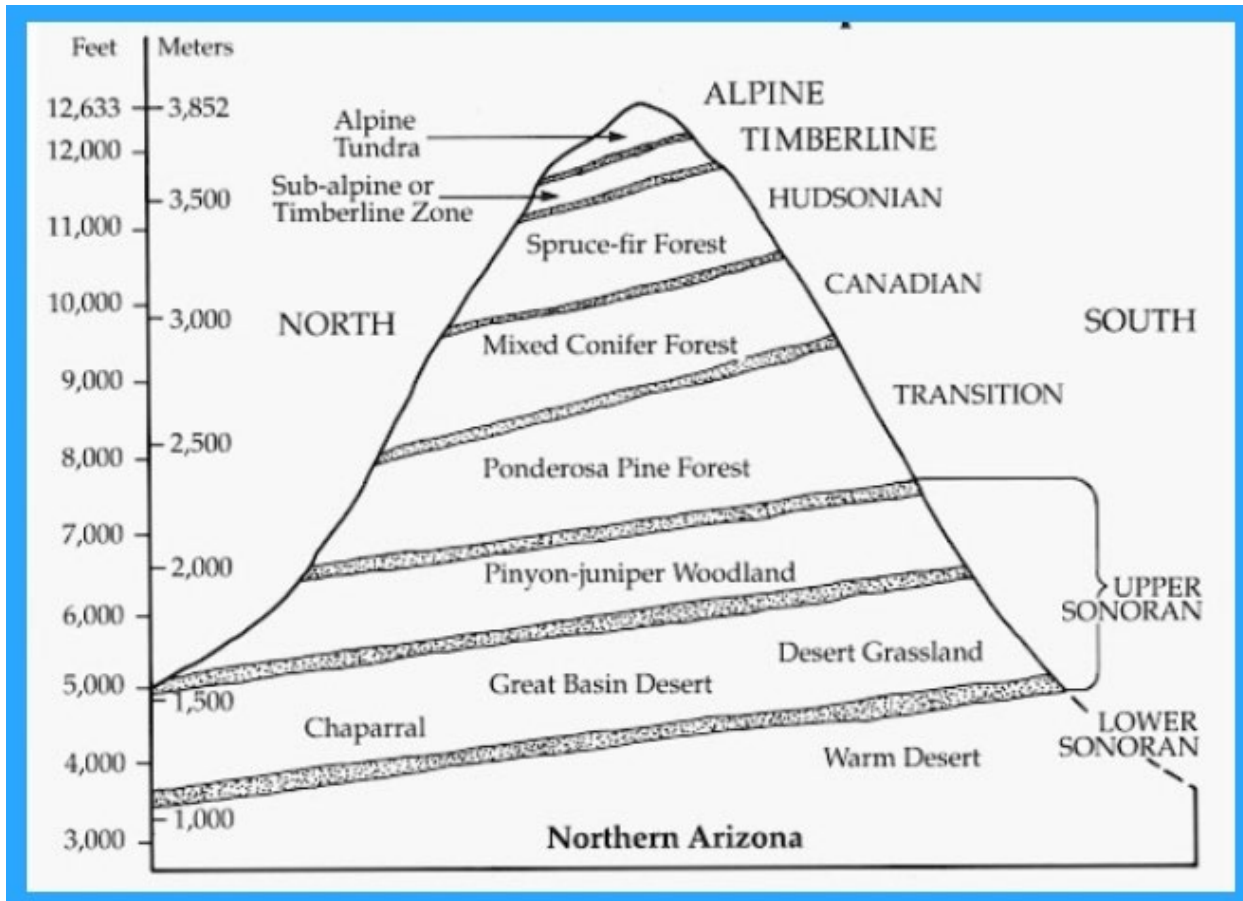 Feet
Meters
12,633
3,852
ALPINE
Alpine
Tundra
12,000
TIMBERLINE
Sub-alpine or
Timberline Zone
3,500
HUDSONIAN
11,000
Spruce-fir Forest
CANADIAN
10,000
3,000
NORTH
SOUTH
Mixed Conifer Forest
9,000
TRANSITION
2,500
8,000
Ponderosa Pine Forest
7,000
2,000
Pinyon-juniper Woodland
UPPER
SONORAN
6,000
Desert Grassland
5,000
1,500
Great Basin Desert
Chaparral
LOWER
SONORAN
4,000
Warm Desert
1,000
3,000
Northern Arizona